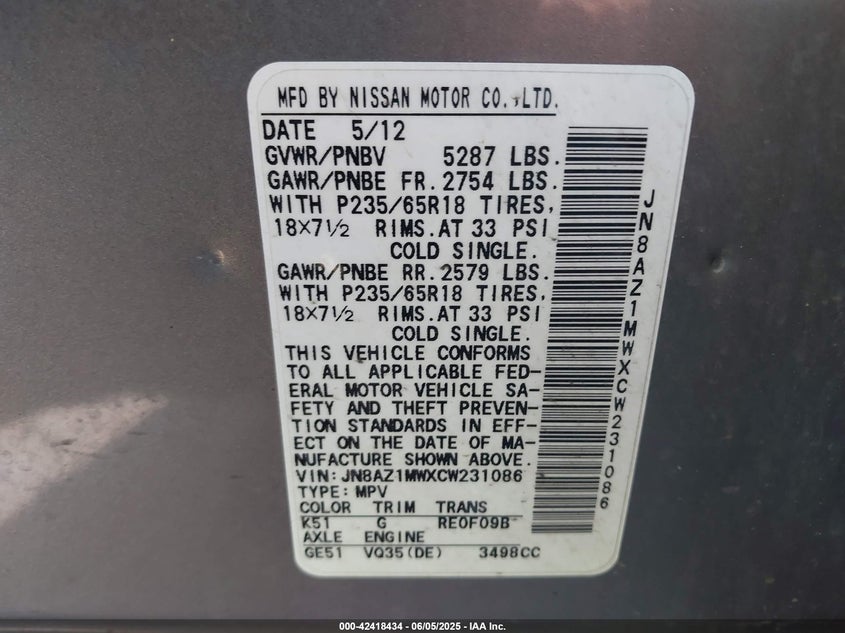 MFD BY NISSAN MOTOR CO.,LTD.
DATE 5/12
GVWR/PNBV 5287 LBS.
GAWR/PNBE FR. 2754 LBS.
WITH P235/65R18 TIRES,
18×7½ RIMS. AT 33 PSI
COLD SINGLE.
GAWR/PNBE RR. 2579 LBS.
WITH P235/65R18 TIRES,
18×7½ RIMS. AT 33 PSI
COLD SINGLE.
THIS VEHICLE CONFORMS
TO ALL APPLICABLE FED-
ERAL MOTOR VEHICLE SA-
FETY AND THEFT PREVEN-
TION STANDARDS IN EFF-
ECT ON THE DATE OF MA-
NUFACTURE SHOWN ABOVE.
VIN:JN8AZ1MWXCW231086
TYPE:MPV
COLOR TRIM TRANS
K51 G RE0F09B
AXLE ENGINE
GE51 VQ35(DE) 3498CC
JN8AZ1MWXCW231086
000-42418434 - 06/05/2025 - IAA Inc.